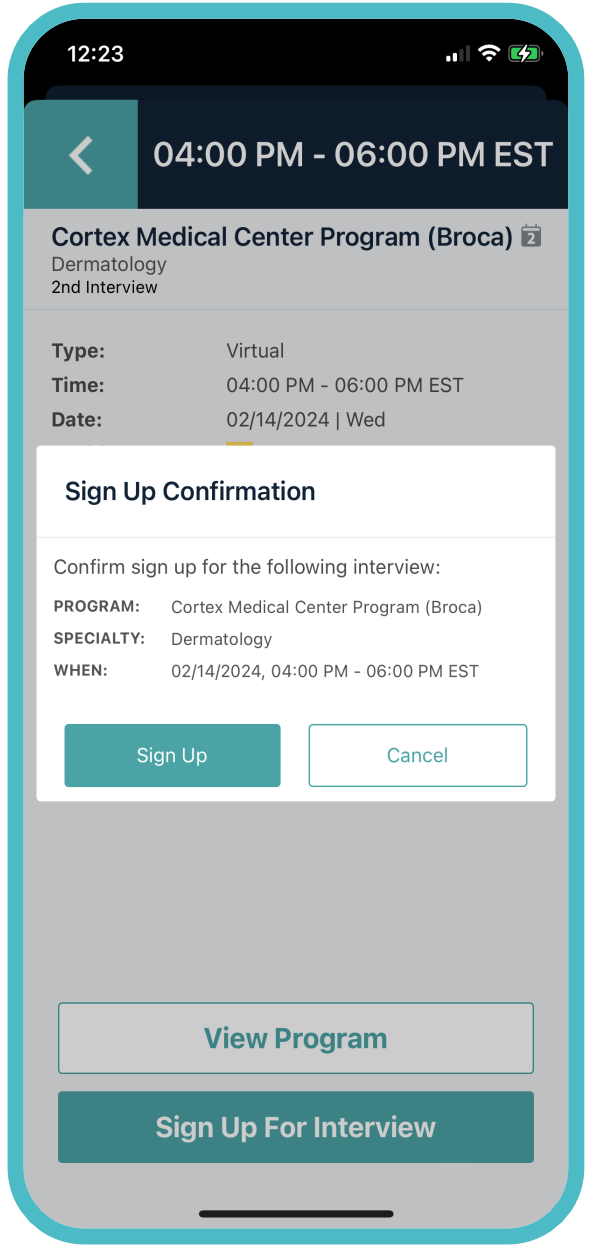 12:23
04:00 PM - 06:00 PM EST
Cortex Medical Center Program (Broca) 2
Dermatology
2nd Interview
Type: Virtual
Time: 04:00 PM - 06:00 PM EST
Date: 02/14/2024 | Wed
Sign Up Confirmation
Confirm sign up for the following interview:
PROGRAM: Cortex Medical Center Program (Broca)
SPECIALTY: Dermatology
WHEN: 02/14/2024, 04:00 PM - 06:00 PM EST
Sign Up Cancel
View Program
Sign Up For Interview